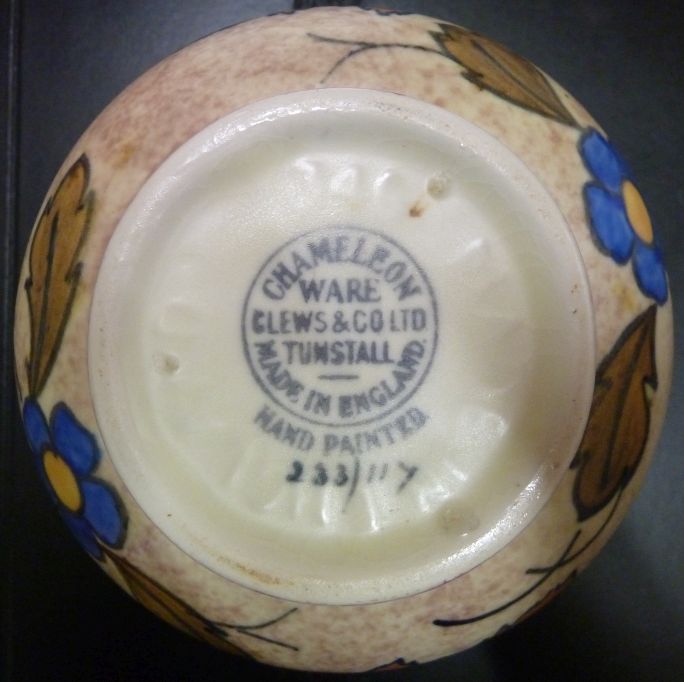 CHAMELEON
WARE
CLEWS & CO LTD
TUNSTALL
MADE IN ENGLAND.
HAND PAINTED
233/117